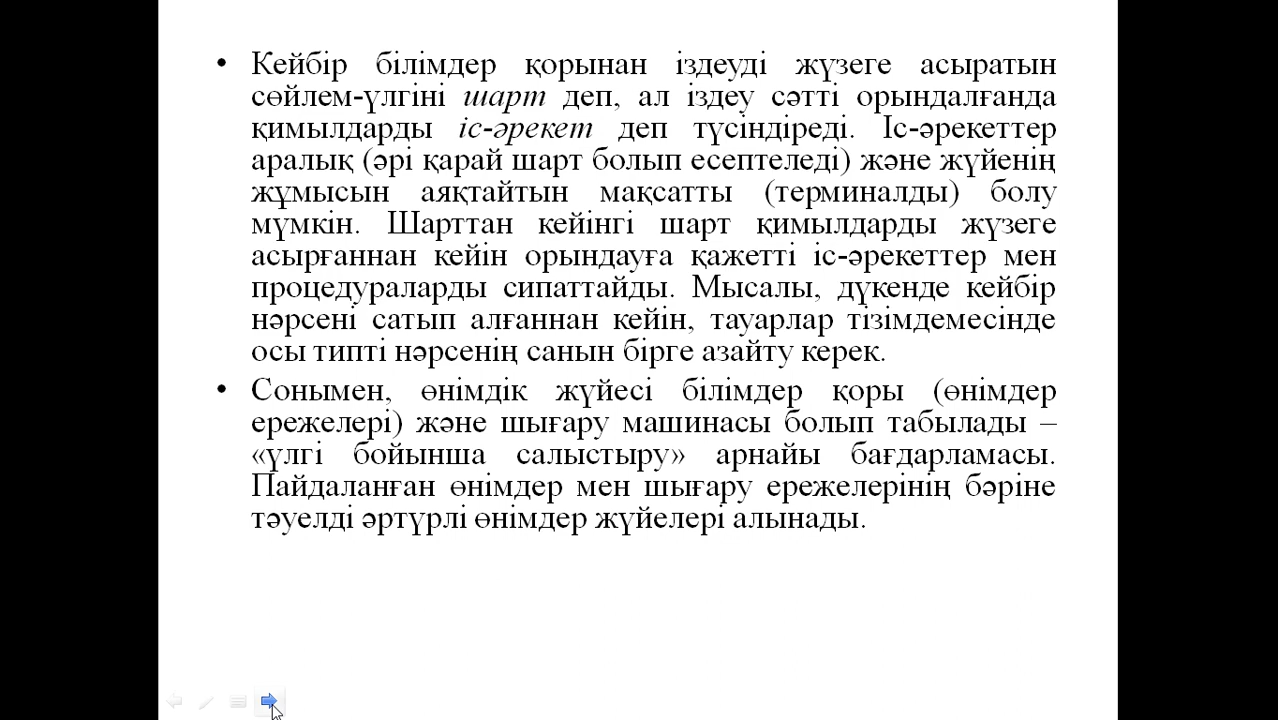 • Кейбір білімдер қорынан іздеуді жүзеге асыратын
сөйлем-үлгіні шарт деп, ал іздеу сәтті орындалғанда
қимылдарды іс-әрекет деп түсіндіреді. Іс-әрекеттер
аралық (әрі қарай шарт болып есептеледі) және жүйенің
жұмысын аяқтайтын мақсатты (терминалды) болу
мүмкін. Шарттан кейінгі шарт қимылдарды жүзеге
асырғаннан кейін орындауға қажетті іс-әрекеттер мен
процедураларды сипаттайды. Мысалы, дүкенде кейбір
нәрсені сатып алғаннан кейін, тауарлар тізімдемесінде
осы типті нәрсенің санын бірге азайту керек.
• Сонымен, өнімдік жүйесі білімдер қоры (өнімдер
ережелері) және шығару машинасы болып табылады –
«үлгі бойынша салыстыру» арнайы бағдарламасы.
Пайдаланған өнімдер мен шығару ережелерінің бәріне
тәуелді әртүрлі өнімдер жүйелері алынады.